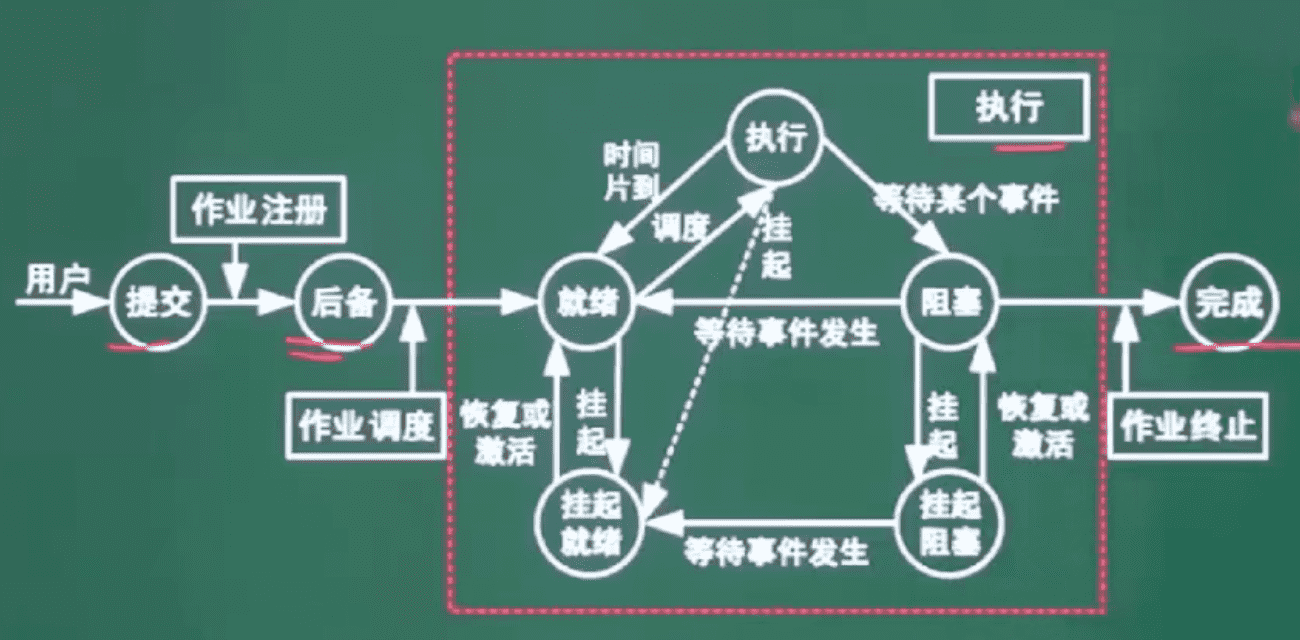 执行
执行
时间
片到
等待某个事件
作业注册
调度
挂
起
用户
提交
后备
就绪
阻塞
完成
等待事件发生
作业调度
恢复或
激活
挂
起
挂
起
恢复或
激活
作业终止
挂起
就绪
挂起
阻塞
等待事件发生